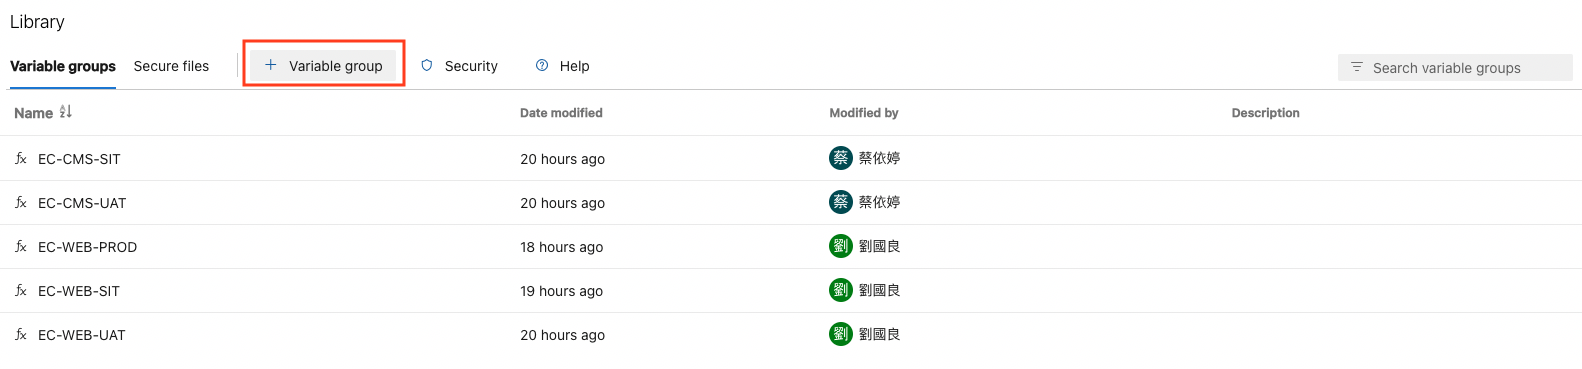 Library
Variable groups Secure files + Variable group Security Help Search variable groups
Name Date modified Modified by Description
fx EC-CMS-SIT 20 hours ago 蔡 蔡依婷
fx EC-CMS-UAT 20 hours ago 蔡 蔡依婷
fx EC-WEB-PROD 18 hours ago 劉 劉國良
fx EC-WEB-SIT 19 hours ago 劉 劉國良
fx EC-WEB-UAT 20 hours ago 劉 劉國良